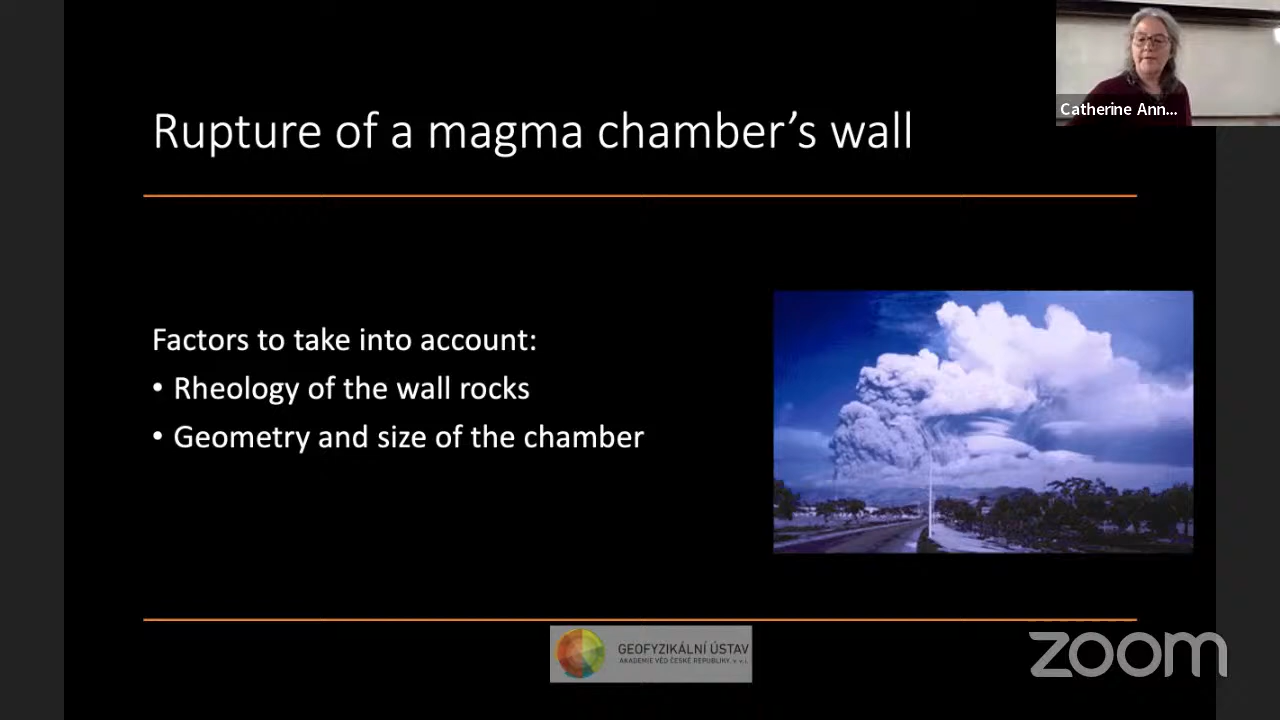 Catherine Ann...
Rupture of a magma chamber’s wall
Factors to take into account:
• Rheology of the wall rocks
• Geometry and size of the chamber
GEOFYZIKÁLNÍ ÚSTAV
AKADEMIE VĚD ČESKÉ REPUBLIKY, v. v. i.
zoom